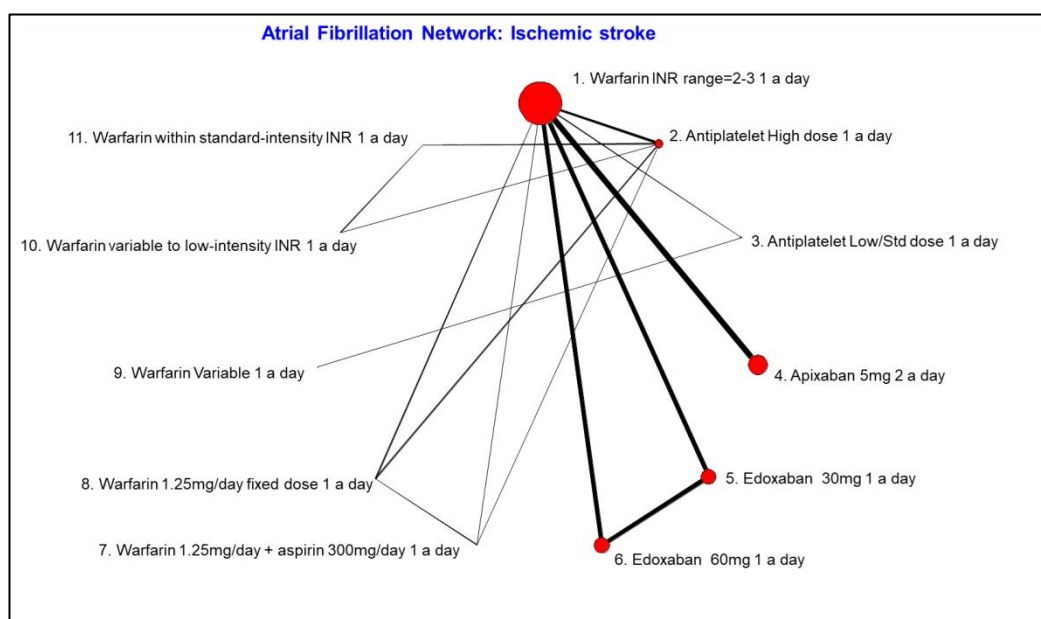 Atrial Fibrillation Network: Ischemic stroke
1. Warfarin INR range=2-3 1 a day
11. Warfarin within standard-intensity INR 1 a day
2. Antiplatelet High dose 1 a day
10. Warfarin variable to low-intensity INR 1 a day
3. Antiplatelet Low/Std dose 1 a day
9. Warfarin Variable 1 a day
4. Apixaban 5mg 2 a day
8. Warfarin 1.25mg/day fixed dose 1 a day
5. Edoxaban 30mg 1 a day
7. Warfarin 1.25mg/day + aspirin 300mg/day 1 a day
6. Edoxaban 60mg 1 a day